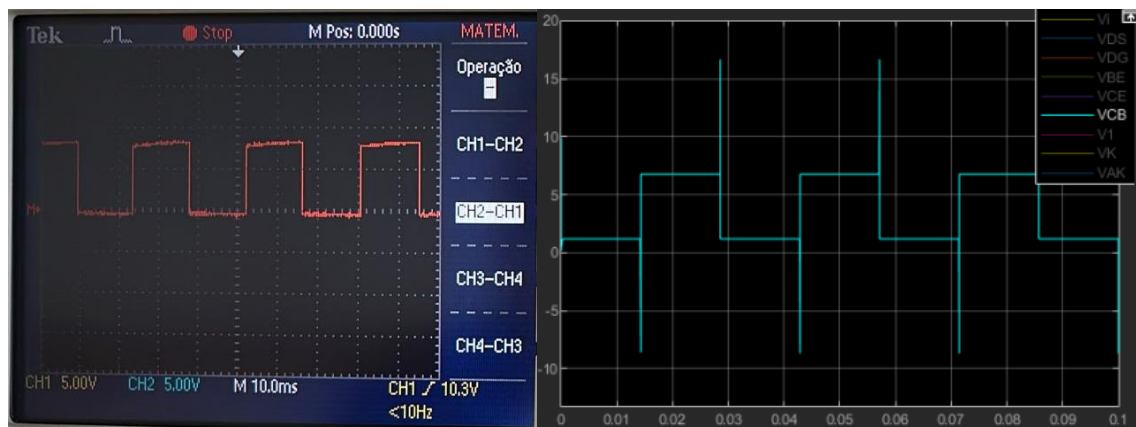 Tek
Stop
M Pos: 0.000s
MATEM.
Operação
−
CH1−CH2
CH2−CH1
CH3−CH4
CH4−CH3
M
CH1 5.00V
CH2 5.00V
M 10.0ms
CH1
10.3V
<10Hz
20
15
10
5
0
-5
-10
0
0.01
0.02
0.03
0.04
0.05
0.06
0.07
0.08
0.09
0.1
Vi
VDS
VDG
VBE
VCE
VCB
V1
VK
VAK